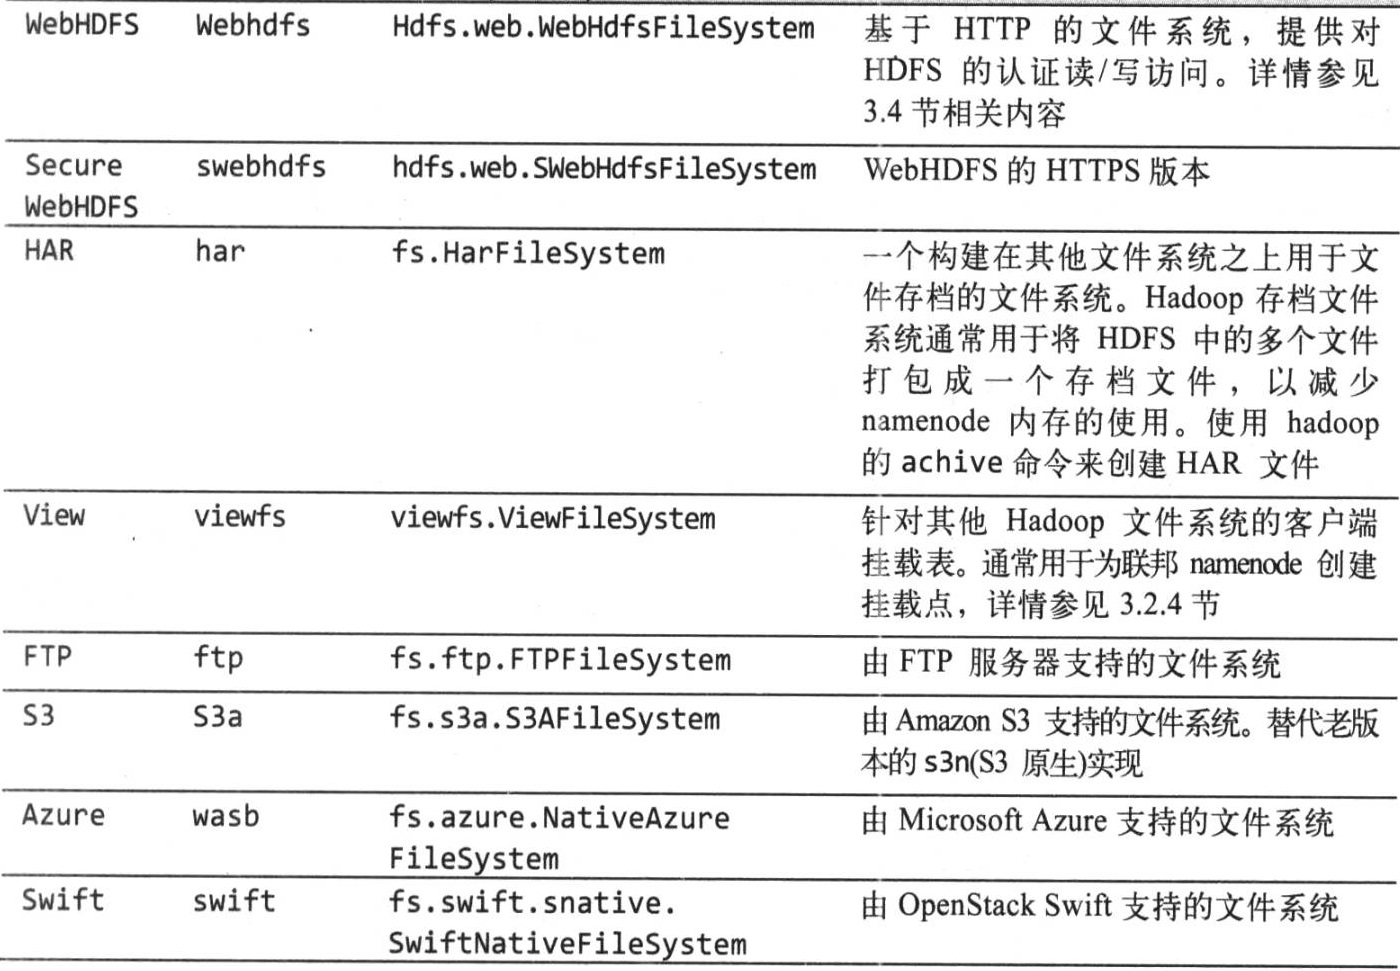 WebHDFS Webhdfs Hdfs.web.WebHdfsFileSystem 基于 HTTP 的文件系统，提供对
HDFS 的认证读/写访问。详情参见
3.4 节相关内容
Secure swebhdfs hdfs.web.SWebHdfsFileSystem WebHDFS 的 HTTPS 版本
WebHDFS
HAR har fs.HarFileSystem 一个构建在其他文件系统之上用于文
件存档的文件系统。Hadoop 存档文件
系统通常用于将 HDFS 中的多个文件
打包成一个存档文件，以减少
namenode 内存的使用。使用 hadoop
的 achive 命令来创建 HAR 文件
View viewfs viewfs.ViewFileSystem 针对其他 Hadoop 文件系统的客户端
挂载表。通常用于为联邦 namenode 创建
挂载点，详情参见 3.2.4 节
FTP ftp fs.ftp.FTPFileSystem 由 FTP 服务器支持的文件系统
S3 S3a fs.s3a.S3AFileSystem 由 Amazon S3 支持的文件系统。替代老版
本的 s3n(S3 原生)实现
Azure wasb fs.azure.NativeAzure 由 Microsoft Azure 支持的文件系统
FileSystem
Swift swift fs.swift.snative. 由 OpenStack Swift 支持的文件系统
SwiftNativeFileSystem